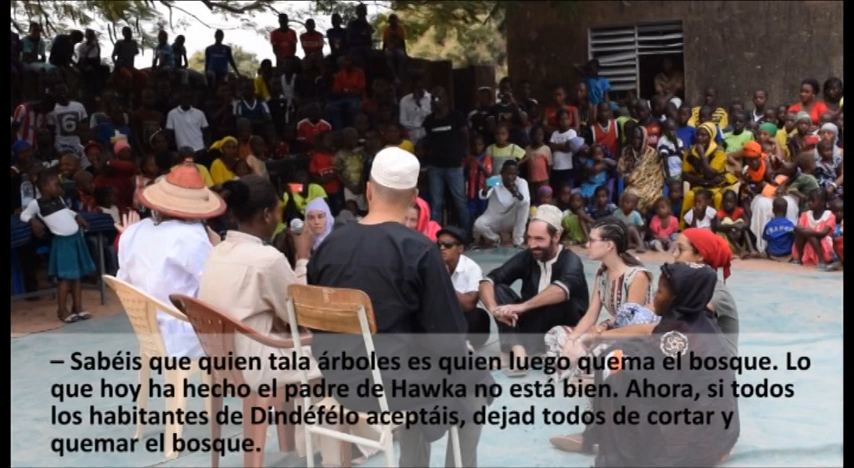 – Sabéis que quien tala árboles es quien luego quema el bosque. Lo
que hoy ha hecho el padre de Hawka no está bien. Ahora, si todos
los habitantes de Dindéfélo aceptáis, dejad todos de cortar y
quemar el bosque.